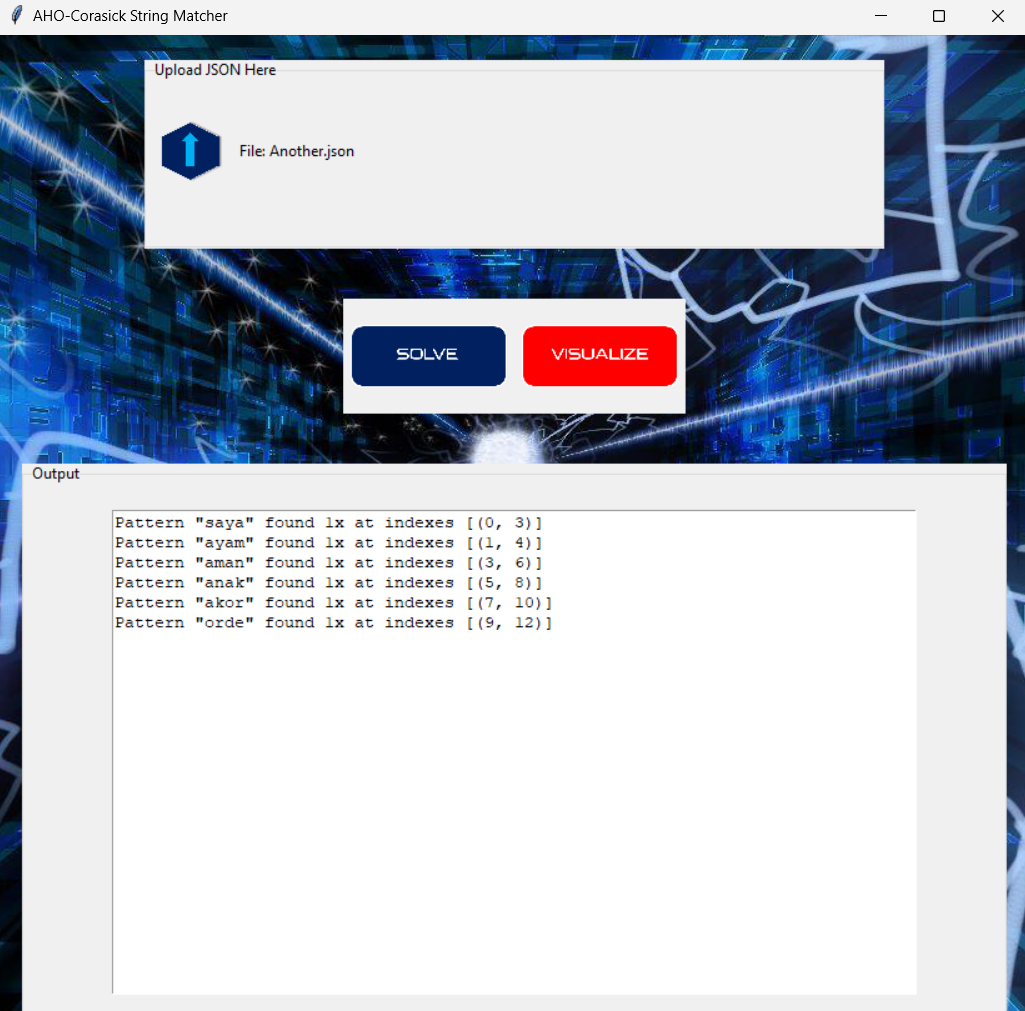 AHO-Corasick String Matcher
Upload JSON Here
File: Another.json
SOLVE
VISUALIZE
Output
Pattern "saya" found 1x at indexes [(0, 3)]
Pattern "ayam" found 1x at indexes [(1, 4)]
Pattern "aman" found 1x at indexes [(3, 6)]
Pattern "anak" found 1x at indexes [(5, 8)]
Pattern "akor" found 1x at indexes [(7, 10)]
Pattern "orde" found 1x at indexes [(9, 12)]